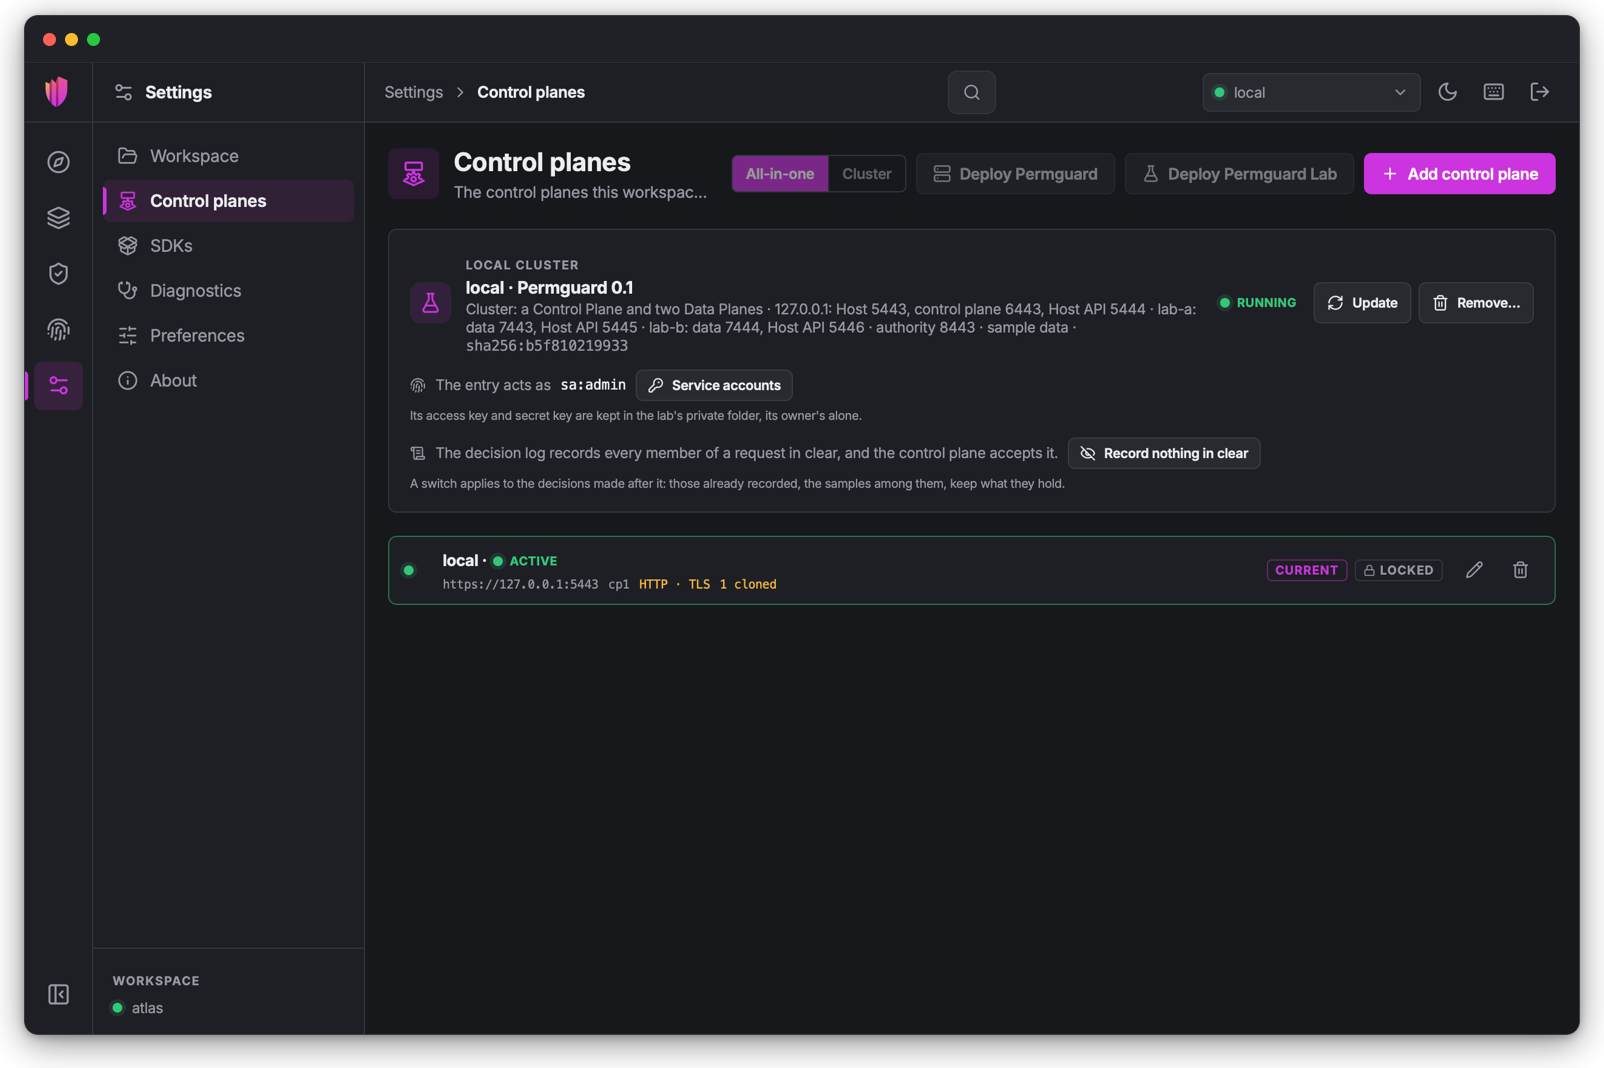 Settings
Settings > Control planes
local
Workspace
Control planes
SDKs
Diagnostics
Preferences
About
Control planes
The control planes this workspac...
All-in-one
Cluster
Deploy Permguard
Deploy Permguard Lab
+ Add control plane
LOCAL CLUSTER
local · Permguard 0.1
Cluster: a Control Plane and two Data Planes · 127.0.0.1: Host 5443, control plane 6443, Host API 5444 · lab-a:
data 7443, Host API 5445 · lab-b: data 7444, Host API 5446 · authority 8443 · sample data ·
sha256:b5f810219933
RUNNING
Update
Remove...
The entry acts as sa:admin
Service accounts
Its access key and secret key are kept in the lab's private folder, its owner's alone.
The decision log records every member of a request in clear, and the control plane accepts it.
Record nothing in clear
A switch applies to the decisions made after it: those already recorded, the samples among them, keep what they hold.
local · ACTIVE
https://127.0.0.1:5443 cp1 HTTP · TLS 1 cloned
CURRENT
LOCKED
WORKSPACE
atlas